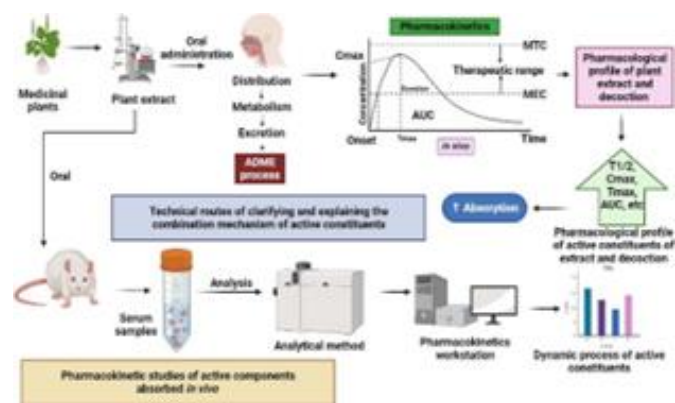 Medicinal
plants
Plant extract
Oral
administration
Distribution
Metabolism
Excretion
ADME
process
Pharmacokinetics
Cmax
Concentration
MTC
Therapeutic range
MEC
Duration
AUC
Onset
Tmax
Time
in vivo
Pharmacological
profile of plant
extract and
decoction
T1/2,
Cmax,
Tmax,
AUC, etc
↑ Absorption
Pharmacological profile
of active constituents of
extract and decoction
Technical routes of clarifying and explaining the
combination mechanism of active constituents
Oral
Serum
samples
Analysis
Analytical method
Pharmacokinetics
workstation
Dynamic process of active
constituents
Pharmacokinetic studies of active components
absorbed in vivo